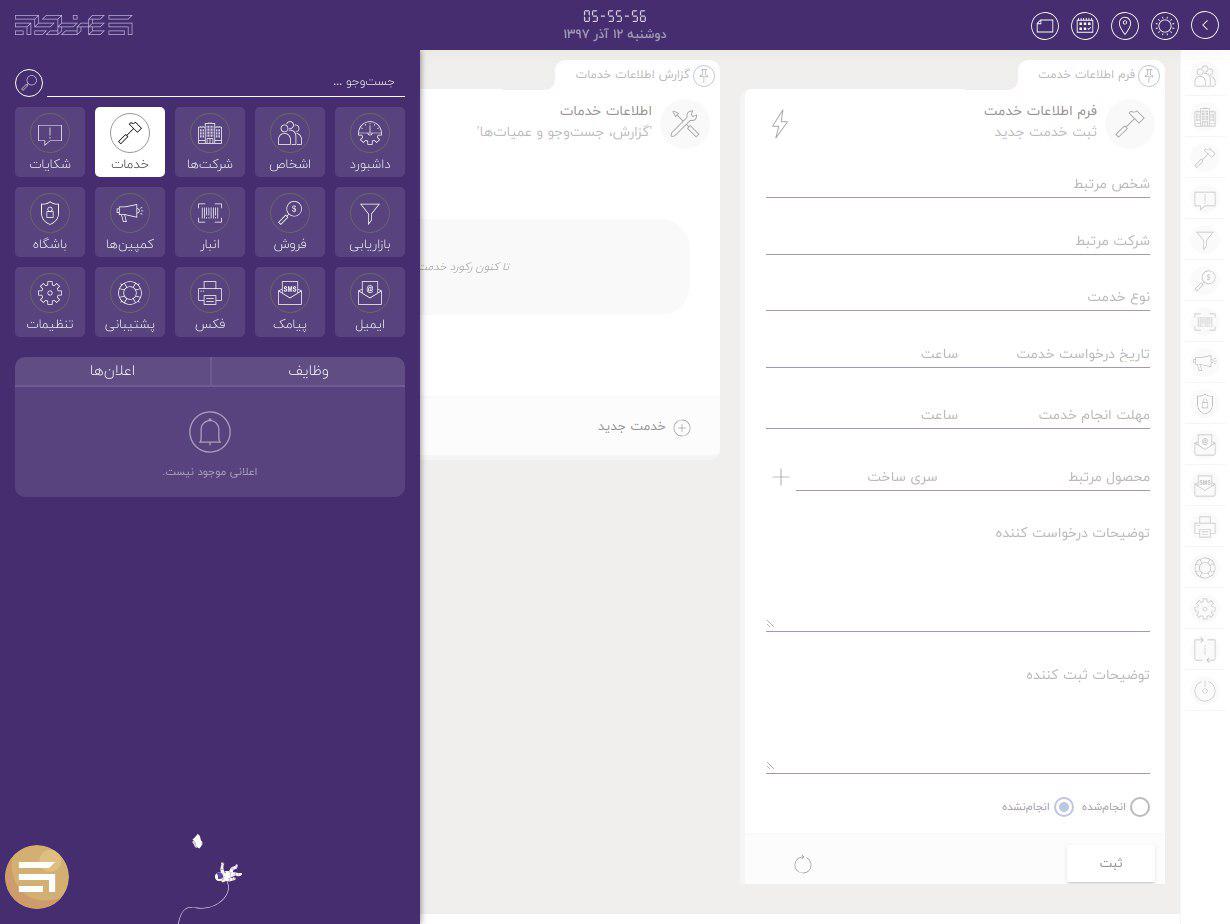 05-55-56
دوشنبه ۱۲ آذر ۱۳۹۷
فرم اطلاعات خدمت
فرم اطلاعات خدمت
ثبت خدمت جدید
شخص مرتبط
شرکت مرتبط
نوع خدمت
تاریخ درخواست خدمت ساعت
مهلت انجام خدمت ساعت
محصول مرتبط سری ساخت
توضیحات درخواست کننده
توضیحات ثبت کننده
انجام‌شده انجام‌نشده
ثبت
گزارش اطلاعات خدمات
اطلاعات خدمات
'گزارش، جست‌وجو و عمیات‌ها'
تا کنون رکورد خدمت
خدمت جدید
جست‌وجو ...
داشبورد اشخاص شرکت‌ها خدمات شکایات
بازاریابی فروش انبار کمپین‌ها باشگاه
SMS
ایمیل پیامک فکس پشتیبانی تنظیمات
وظایف اعلان‌ها
اعلانی موجود نیست.